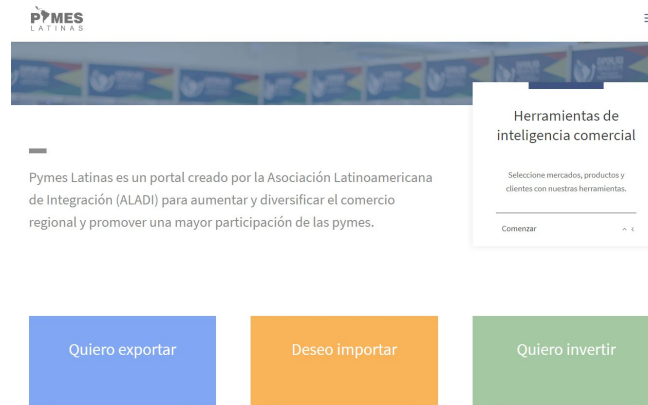 PYMES
LATINAS
Herramientas de
inteligencia comercial
Seleccione mercados, productos y
clientes con nuestras herramientas.
Comenzar
Pymes Latinas es un portal creado por la Asociación Latinoamericana
de Integración (ALADI) para aumentar y diversificar el comercio
regional y promover una mayor participación de las pymes.
Quiero exportar
Deseo importar
Quiero invertir